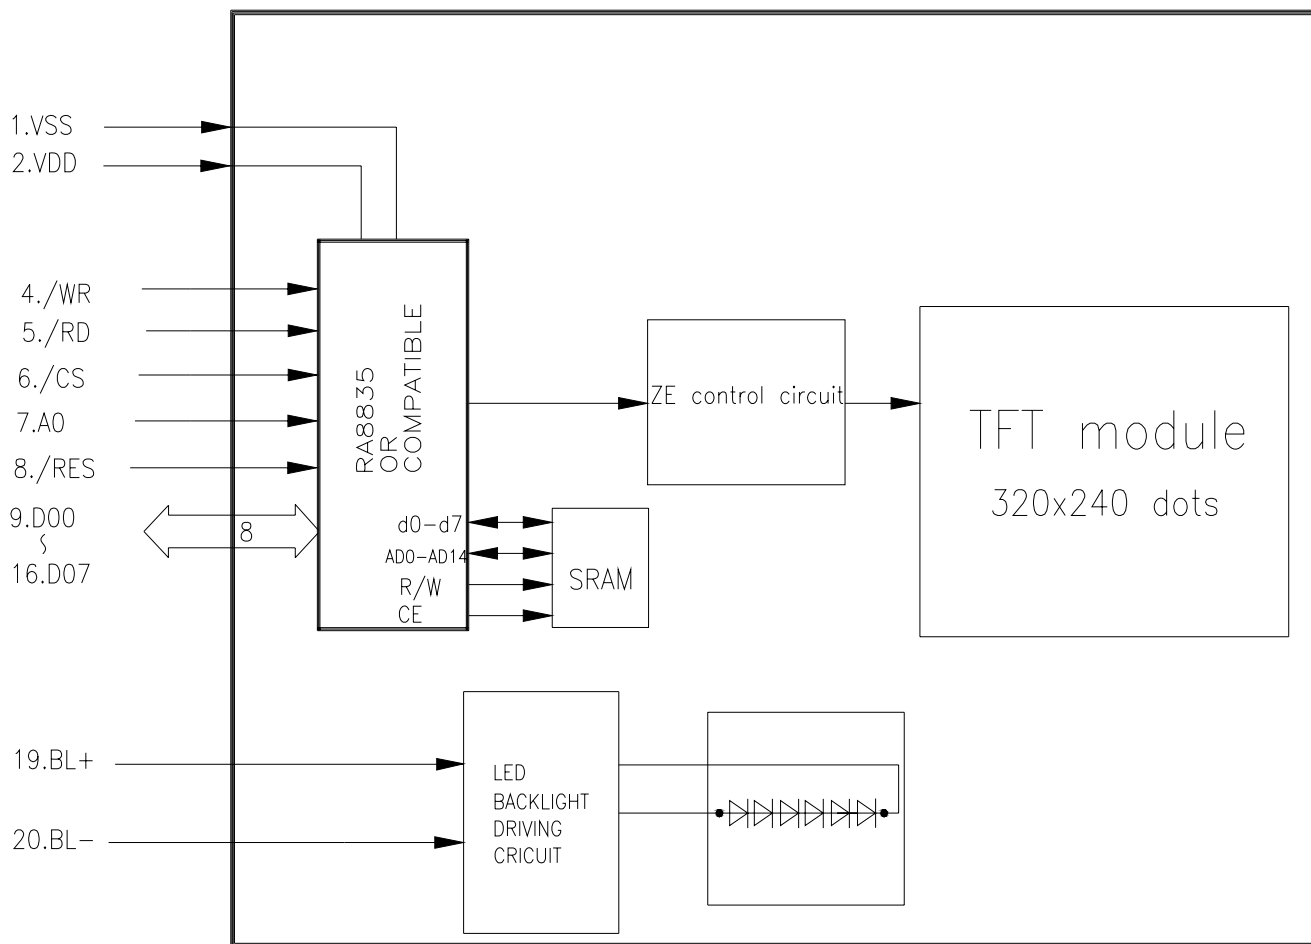 1.VSS
2.VDD
4./WR
5./RD
6./CS
7.A0
8./RES
9.D00
~
16.D07
8
RA8835
OR
COMPATIBLE
d0-d7
AD0-AD14
R/W
CE
SRAM
ZE control circuit
TFT module
320x240 dots
19.BL+
20.BL-
LED
BACKLIGHT
DRIVING
CRICUIT